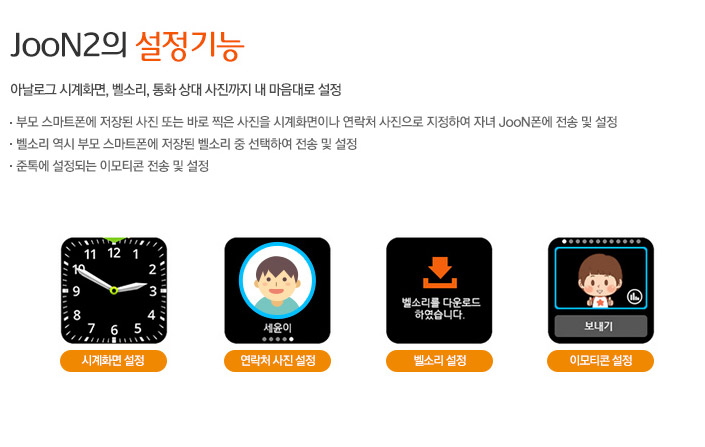 JooN2의 설정기능
아날로그 시계화면, 벨소리, 통화 상대 사진까지 내 마음대로 설정
· 부모 스마트폰에 저장된 사진 또는 바로 찍은 사진을 시계화면이나 연락처 사진으로 지정하여 자녀 JooN폰에 전송 및 설정
· 벨소리 역시 부모 스마트폰에 저장된 벨소리 중 선택하여 전송 및 설정
· 준톡에 설정되는 이모티콘 전송 및 설정
12
11 1
10 2
9 3
8 4
7 5
6
시계화면 설정
세윤이
연락처 사진 설정
벨소리를 다운로드
하였습니다.
벨소리 설정
보내기
이모티콘 설정